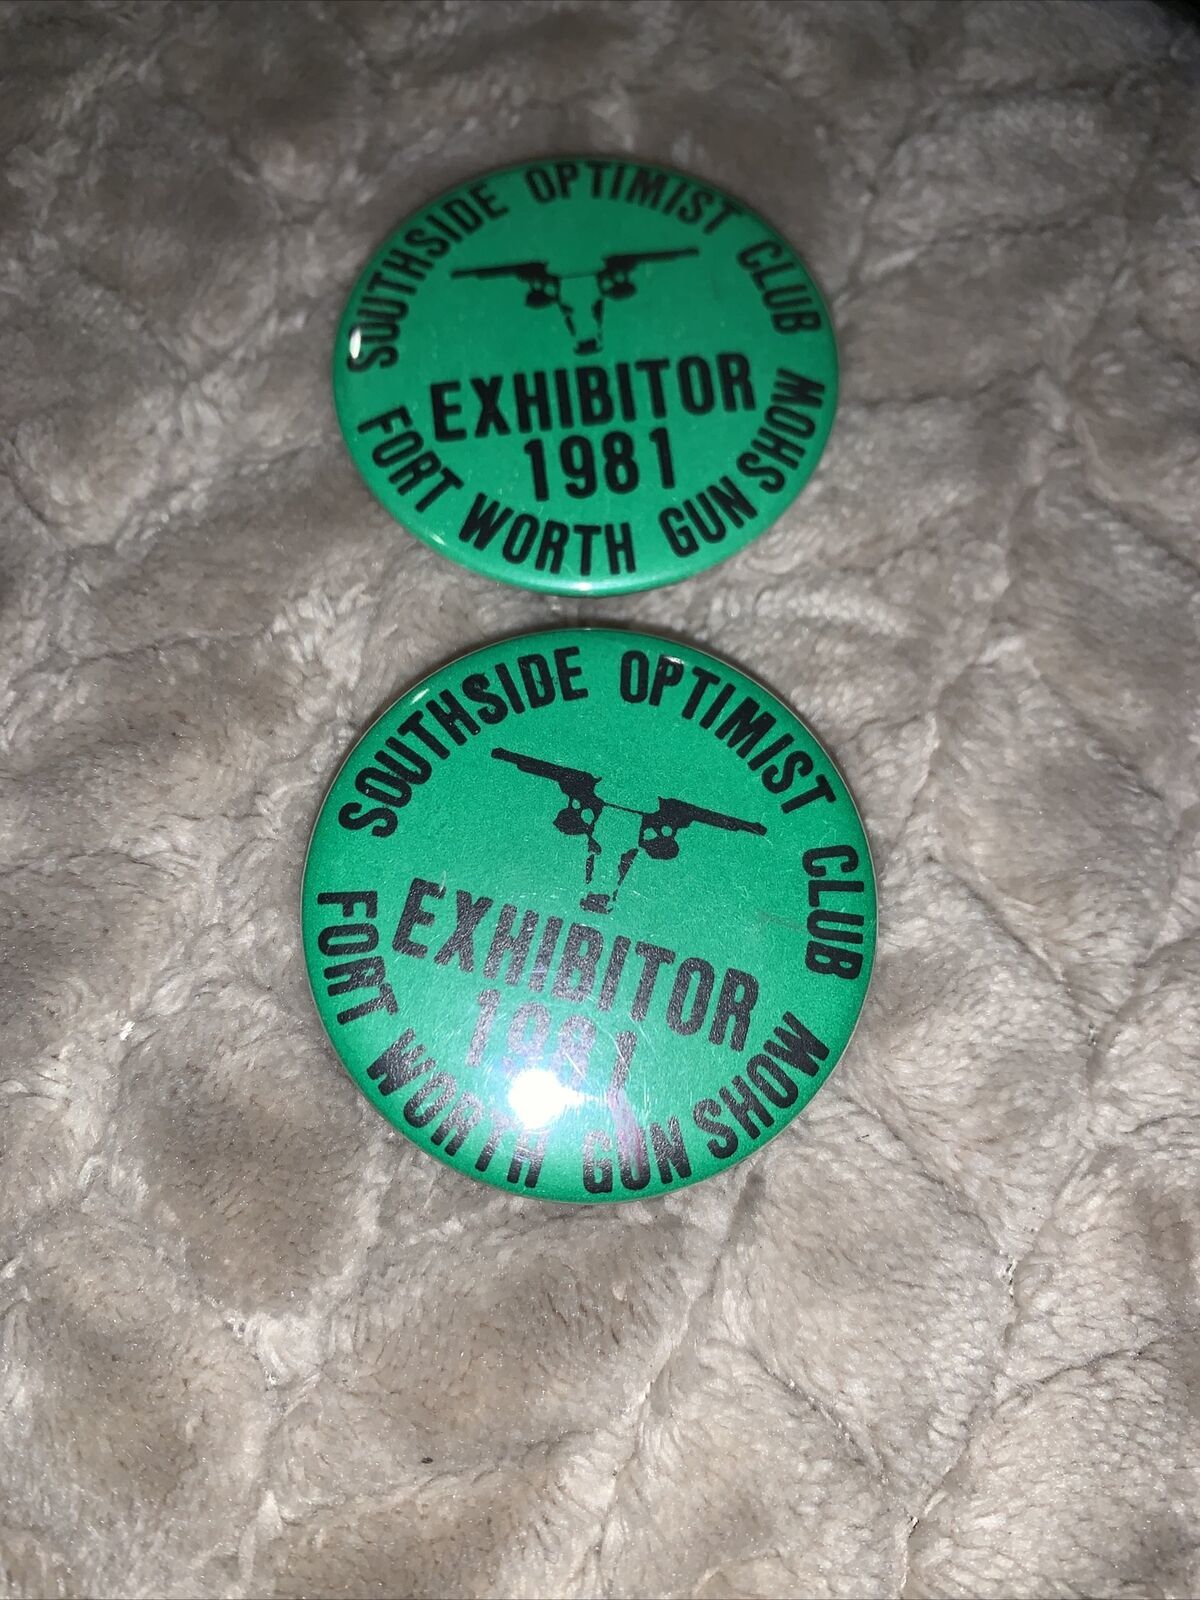 SOUTHSIDE OPTIMIST CLUB
EXHIBITOR
1981
FORT WORTH GUN SHOW
SOUTHSIDE OPTIMIST CLUB
EXHIBITOR
1981
FORT WORTH GUN SHOW